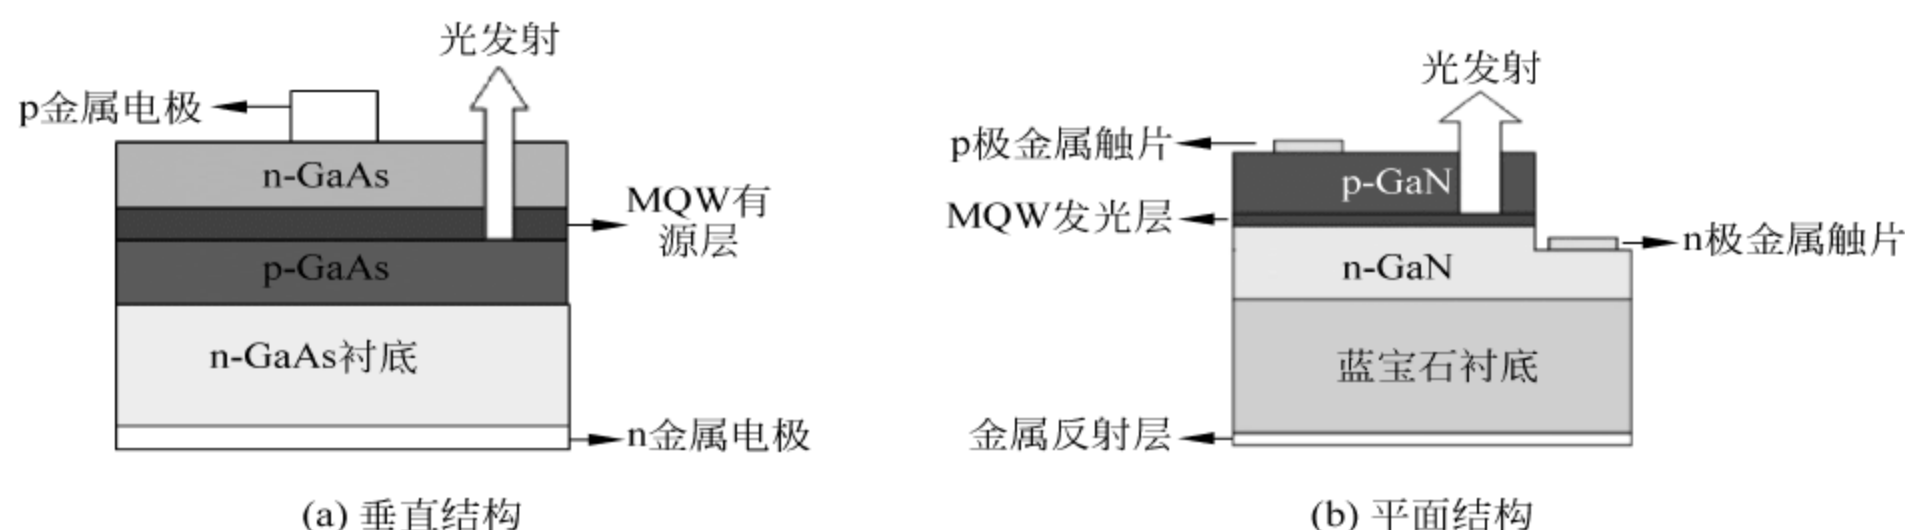 光发射
p金属电极
n-GaAs
MQW有
源层
p-GaAs
n-GaAs衬底
n金属电极
(a) 垂直结构
光发射
p极金属触片
p-GaN
MQW发光层
n极金属触片
n-GaN
蓝宝石衬底
金属反射层
(b) 平面结构